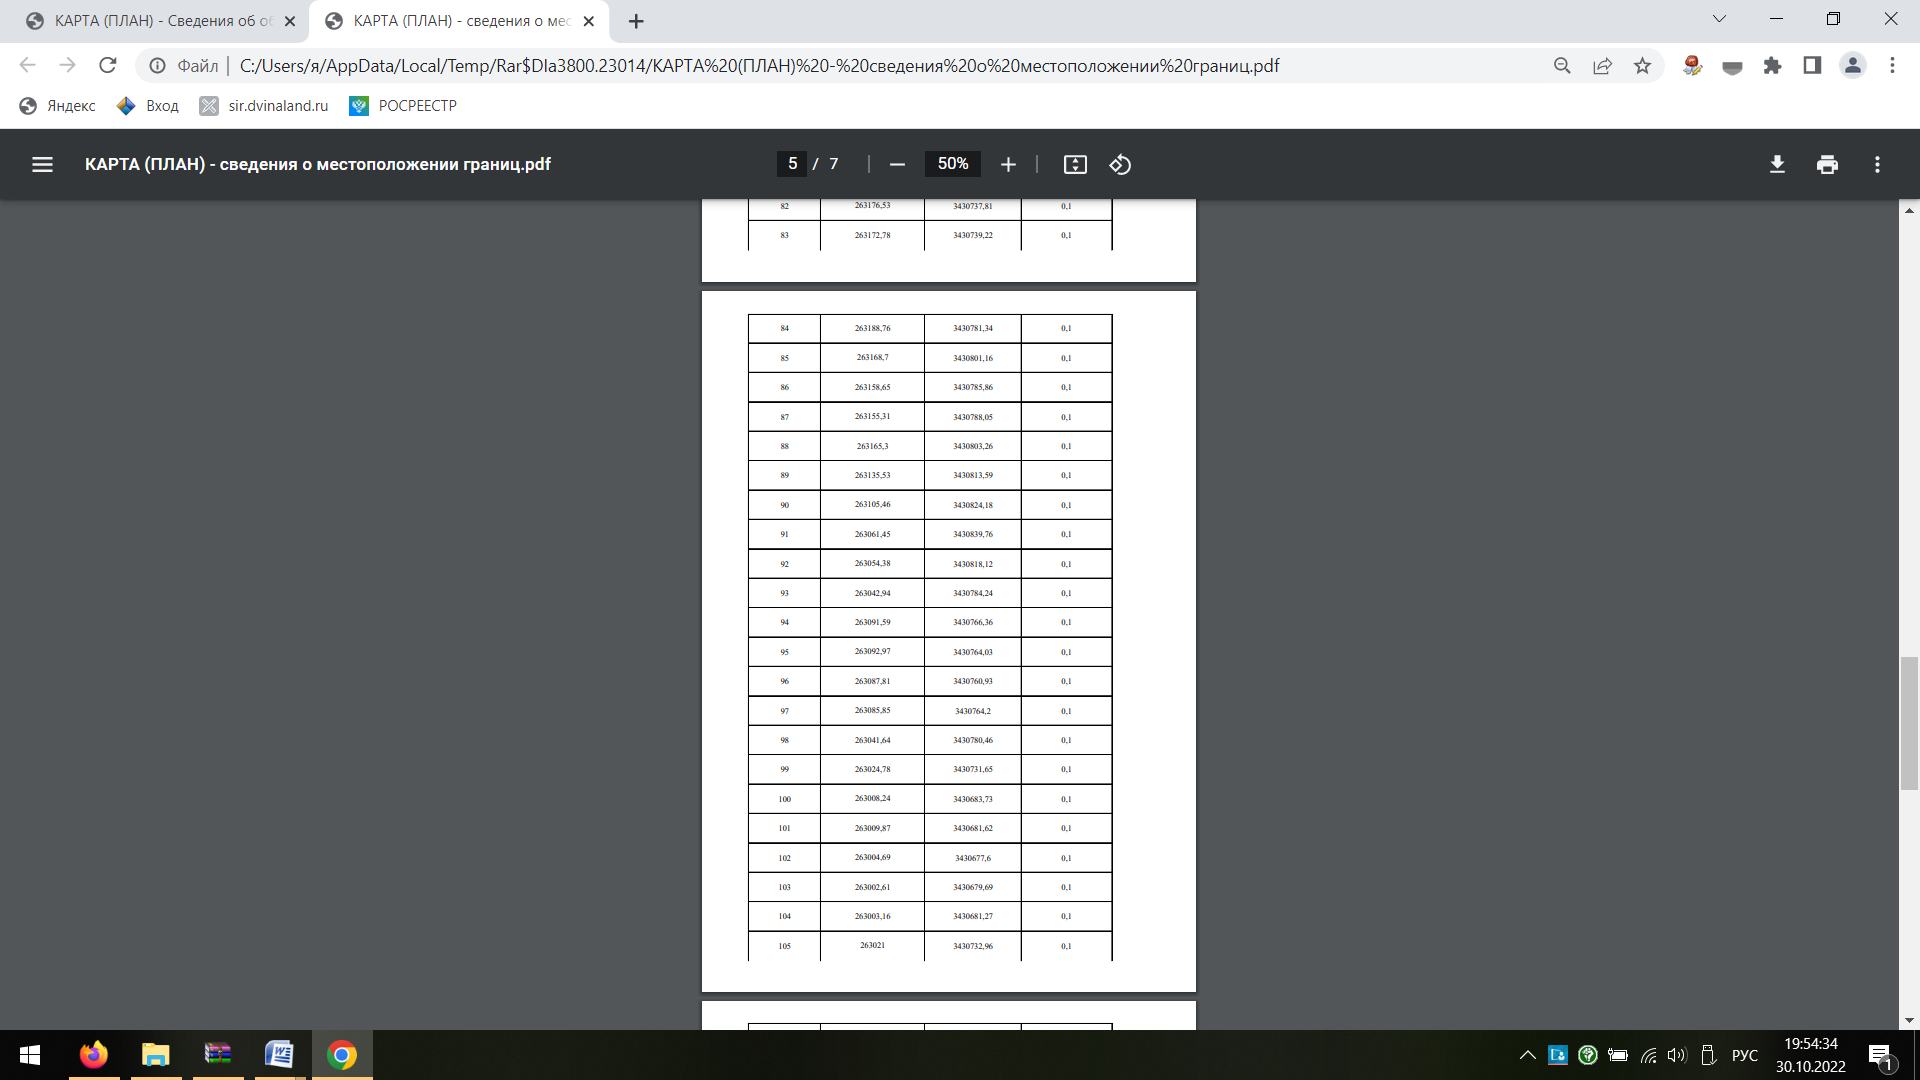 КАРТА (ПЛАН) - Сведения об об
КАРТА (ПЛАН) - сведения о мес
Файл C:/Users/я/AppData/Local/Temp/Rar$DIa3800.23014/КАРТА%20(ПЛАН)%20-%20сведения%20о%20местоположении%20границ.pdf
Яндекс Вход sir.dvinaland.ru РОСРЕЕСТР
КАРТА (ПЛАН) - сведения о местоположении границ.pdf 5 / 7 50%
82 263176,53 3430737,81 0,1
83 263172,78 3430739,22 0,1
84 263188,76 3430781,34 0,1
85 263168,7 3430801,16 0,1
86 263158,65 3430785,86 0,1
87 263155,31 3430788,05 0,1
88 263165,3 3430803,26 0,1
89 263135,53 3430813,59 0,1
90 263105,46 3430824,18 0,1
91 263061,45 3430839,76 0,1
92 263054,38 3430818,12 0,1
93 263042,94 3430784,24 0,1
94 263091,59 3430766,36 0,1
95 263092,97 3430764,03 0,1
96 263087,81 3430760,93 0,1
97 263085,85 3430764,2 0,1
98 263041,64 3430780,46 0,1
99 263024,78 3430731,65 0,1
100 263008,24 3430683,73 0,1
101 263009,87 3430681,62 0,1
102 263004,69 3430677,6 0,1
103 263002,61 3430679,69 0,1
104 263003,16 3430681,27 0,1
105 263021 3430732,96 0,1
РУС
19:54:34
30.10.2022
1